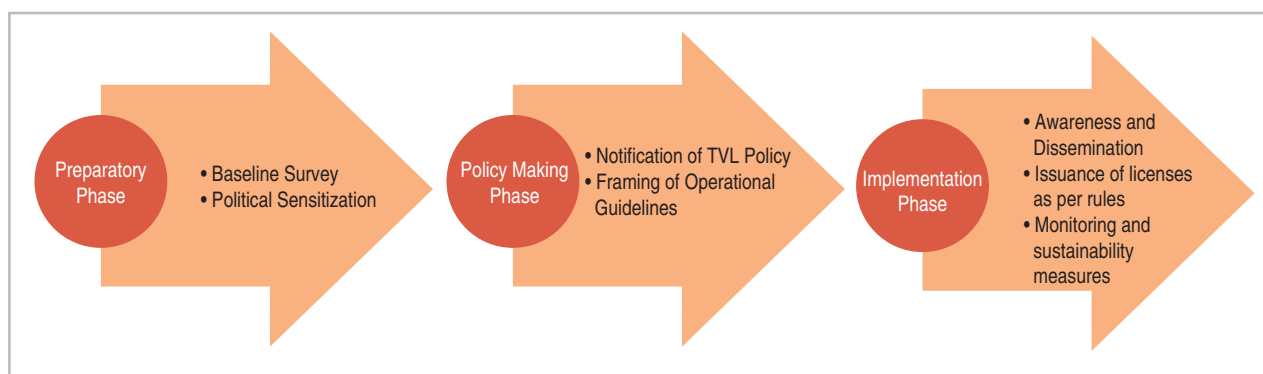 Preparatory
Phase
• Baseline Survey
• Political Sensitization
Policy Making
Phase
• Notification of TVL Policy
• Framing of Operational
Guidelines
Implementation
Phase
• Awareness and
Dissemination
• Issuance of licenses
as per rules
• Monitoring and
sustainability
measures